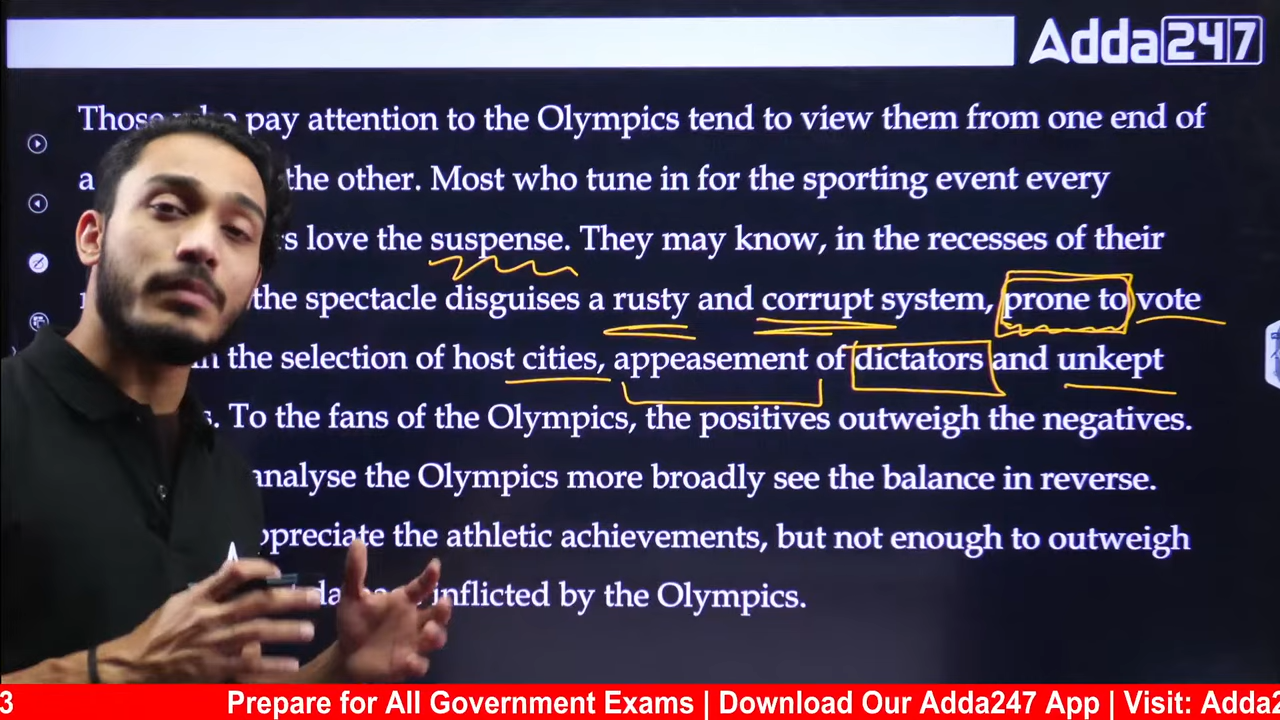 Adda247
Those pay attention to the Olympics tend to view them from one end of
a the other. Most who tune in for the sporting event every
love the suspense. They may know, in the recesses of their
the spectacle disguises a rusty and corrupt system, prone to vote
the selection of host cities, appeasement of dictators and unkept
To the fans of the Olympics, the positives outweigh the negatives.
analyse the Olympics more broadly see the balance in reverse.
the athletic achievements, but not enough to outweigh
inflicted by the Olympics.
3 Prepare for All Government Exams | Download Our Adda247 App | Visit: Adda2